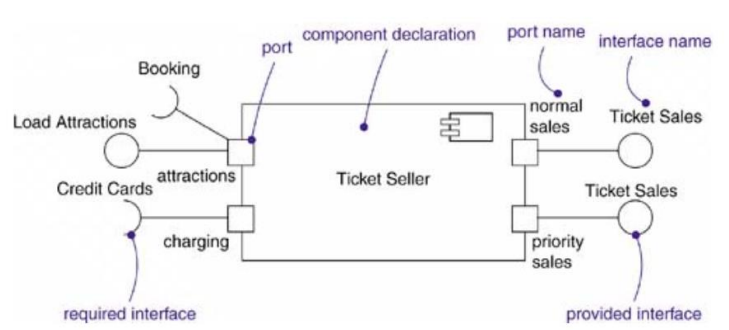 component declaration
port name
port
interface name
Booking
normal
sales
Ticket Sales
Load Attractions
attractions
Ticket Seller
Credit Cards
Ticket Sales
charging
priority
sales
required interface
provided interface